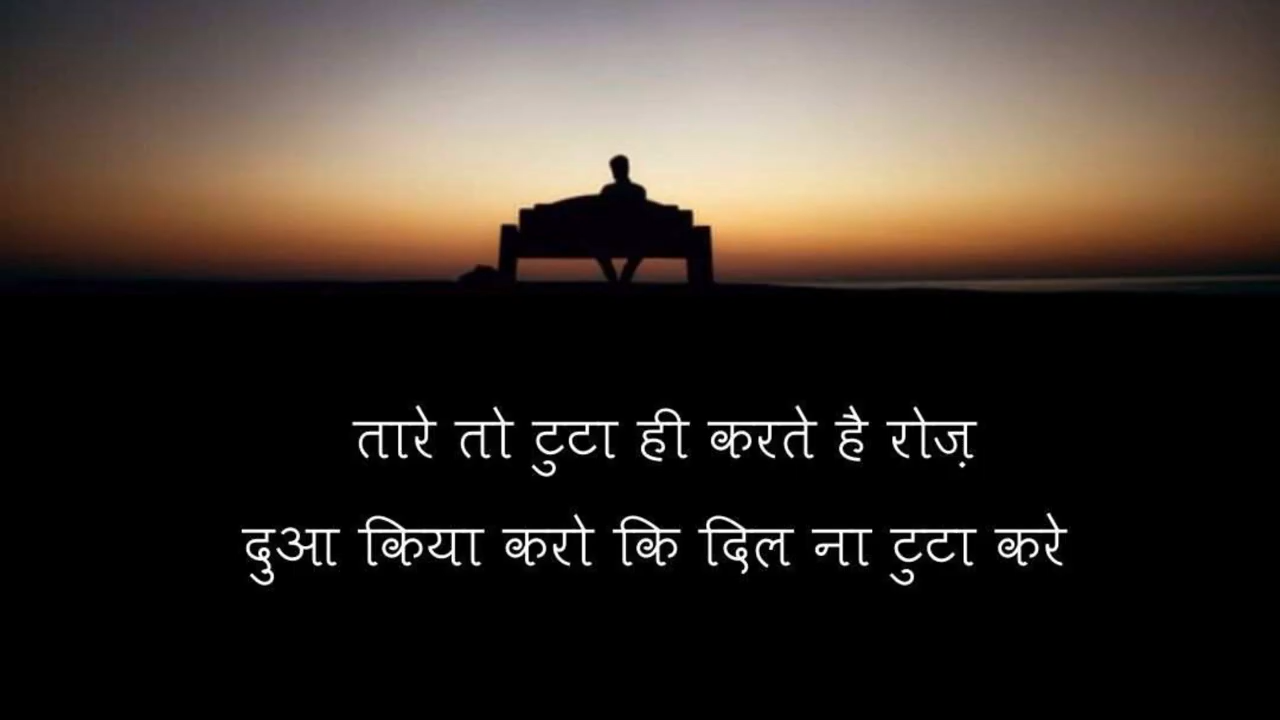 तारे तो टुटा ही करते है रोज़
दुआ किया करो कि दिल ना टुटा करे